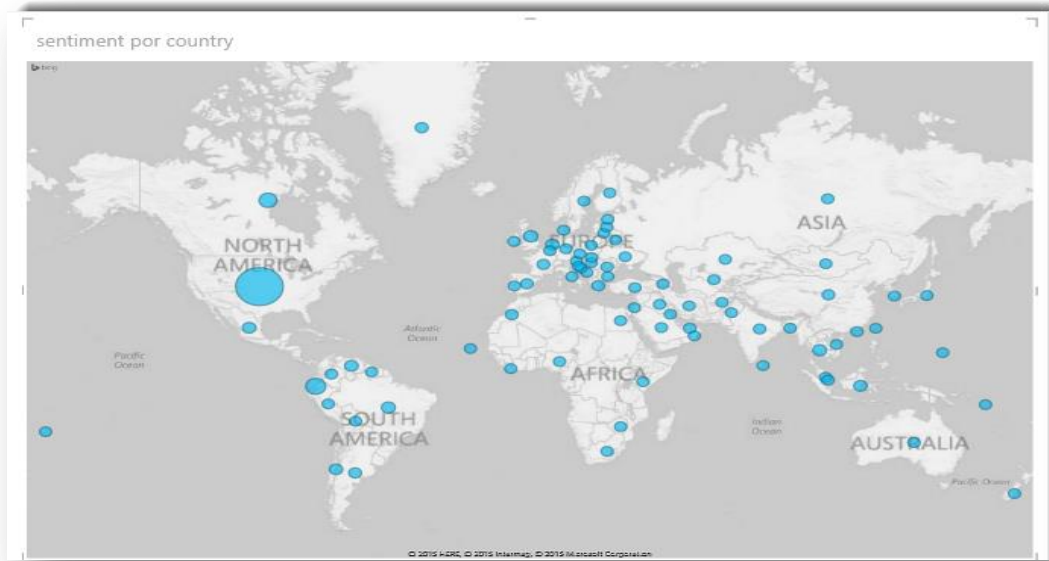 sentiment por country
bing
ASIA
NORTH
AMERICA
EUROPE
Atlantic
Ocean
Pacific
Ocean
AFRICA
SOUTH
AMERICA
Indian
Ocean
AUSTRALIA
Pacific Ocean
© 2015 HERE, © 2015 Intermap, © 2015 Microsoft Corporation